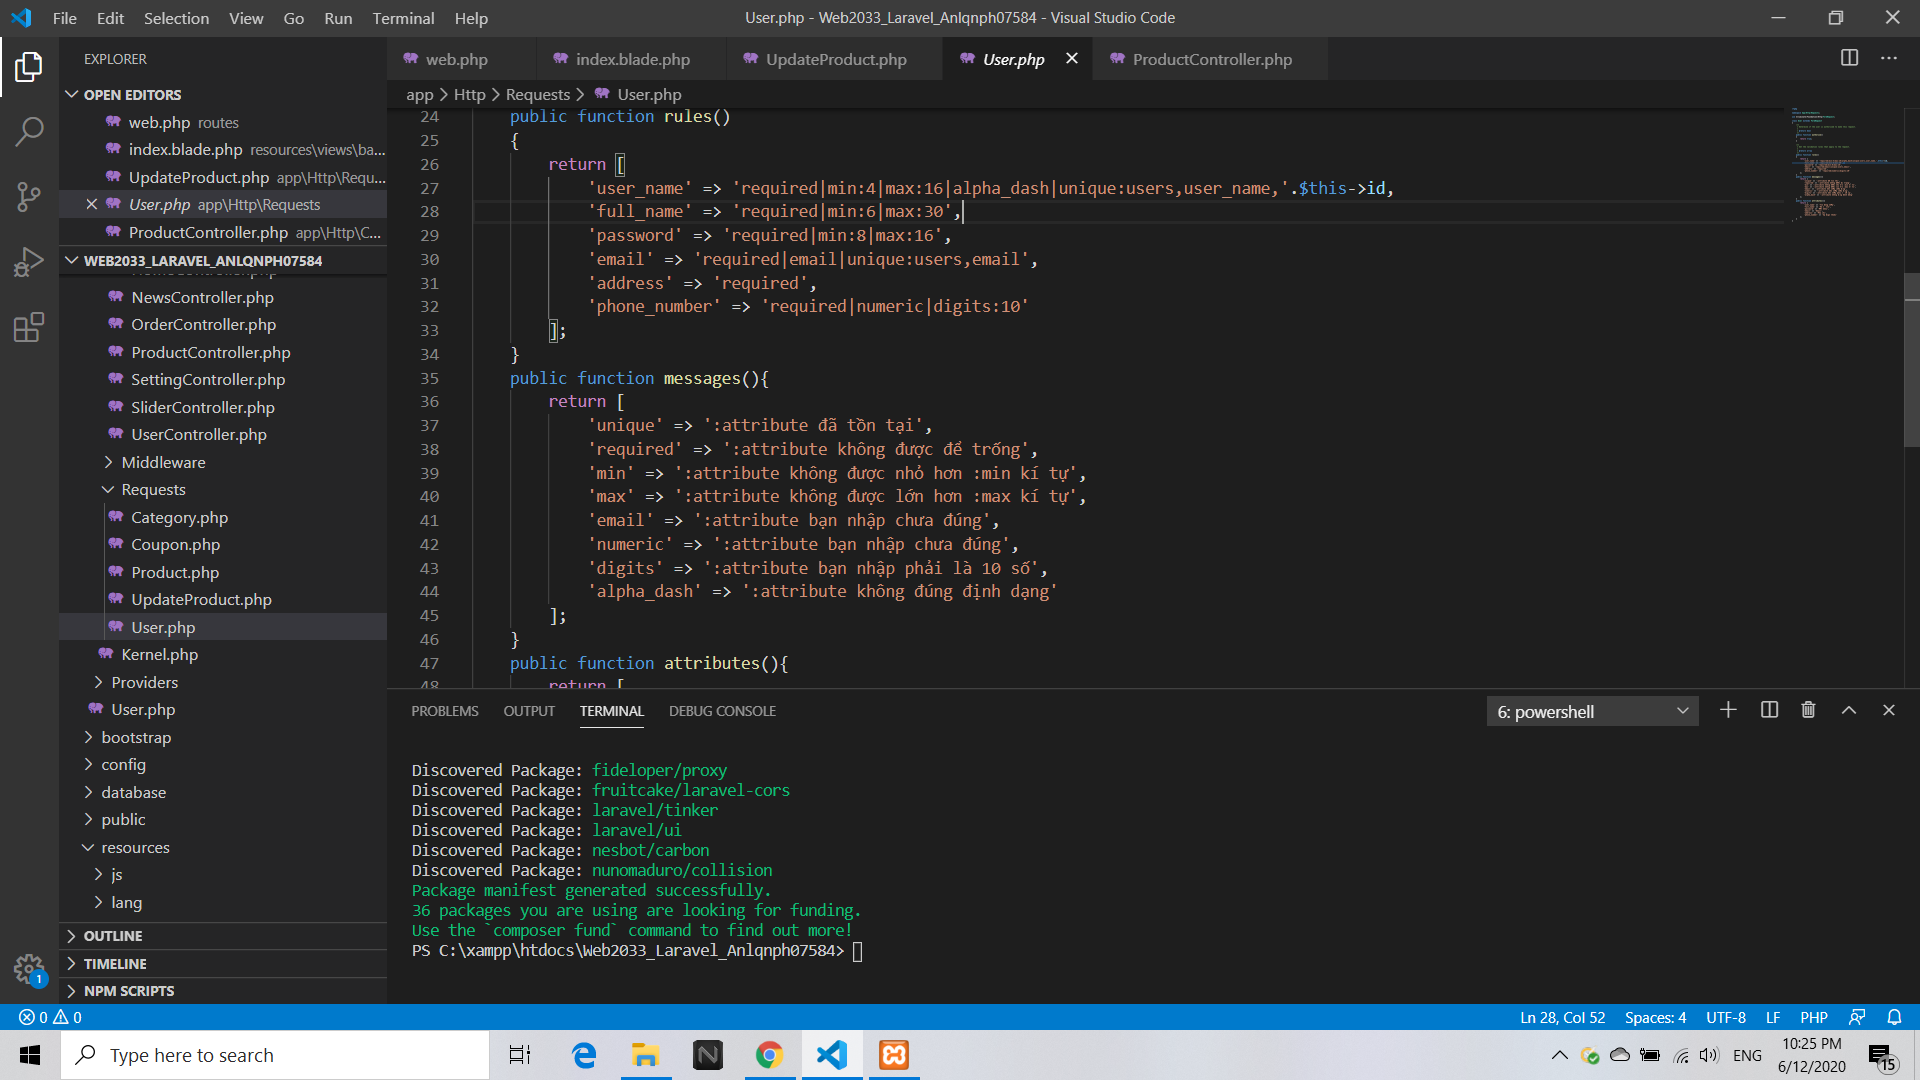 File Edit Selection View Go Run Terminal Help
User.php - Web2033_Laravel_Anlqnph07584 - Visual Studio Code
EXPLORER
OPEN EDITORS
web.php routes
index.blade.php resources\views\ba...
UpdateProduct.php app\Http\Requ...
User.php app\Http\Requests
ProductController.php app\Http\C...
WEB2033_LARAVEL_ANLQNPH07584
NewsController.php
OrderController.php
ProductController.php
SettingController.php
SliderController.php
UserController.php
Middleware
Requests
Category.php
Coupon.php
Product.php
UpdateProduct.php
User.php
Kernel.php
Providers
User.php
bootstrap
config
database
public
resources
js
lang
OUTLINE
TIMELINE
NPM SCRIPTS
web.php index.blade.php UpdateProduct.php User.php ProductController.php
app > Http > Requests > User.php
24 public function rules()
25 {
26 return [
27 'user_name' => 'required|min:4|max:16|alpha_dash|unique:users,user_name,'.$this->id,
28 'full_name' => 'required|min:6|max:30',
29 'password' => 'required|min:8|max:16',
30 'email' => 'required|email|unique:users,email',
31 'address' => 'required',
32 'phone_number' => 'required|numeric|digits:10'
33 ];
34 }
35 public function messages(){
36 return [
37 'unique' => ':attribute đã tồn tại',
38 'required' => ':attribute không được để trống',
39 'min' => ':attribute không được nhỏ hơn :min kí tự',
40 'max' => ':attribute không được lớn hơn :max kí tự',
41 'email' => ':attribute bạn nhập chưa đúng',
42 'numeric' => ':attribute bạn nhập chưa đúng',
43 'digits' => ':attribute bạn nhập phải là 10 số',
44 'alpha_dash' => ':attribute không đúng định dạng'
45 ];
46 }
47 public function attributes(){
48 return [
PROBLEMS OUTPUT TERMINAL DEBUG CONSOLE
6: powershell
Discovered Package: fideloper/proxy
Discovered Package: fruitcake/laravel-cors
Discovered Package: laravel/tinker
Discovered Package: laravel/ui
Discovered Package: nesbot/carbon
Discovered Package: nunomaduro/collision
Package manifest generated successfully.
36 packages you are using are looking for funding.
Use the `composer fund` command to find out more!
PS C:\xampp\htdocs\Web2033_Laravel_Anlqnph07584>
1
0 0
Ln 28, Col 52 Spaces: 4 UTF-8 LF PHP
Type here to search
ENG
10:25 PM
6/12/2020
15